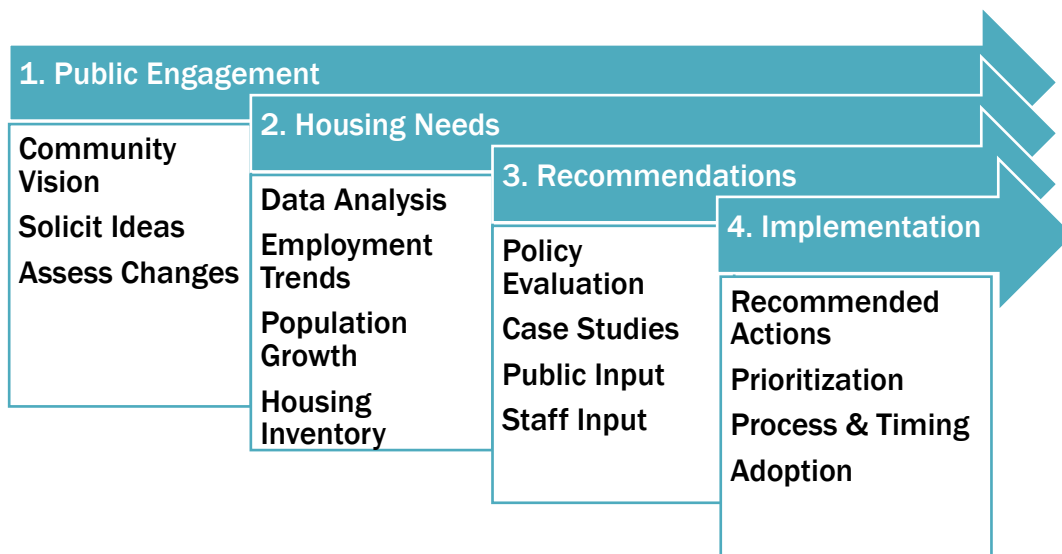 1. Public Engagement
Community
Vision
Solicit Ideas
Assess Changes
2. Housing Needs
Data Analysis
Employment
Trends
Population
Growth
Housing
Inventory
3. Recommendations
Policy
Evaluation
Case Studies
Public Input
Staff Input
4. Implementation
Recommended
Actions
Prioritization
Process & Timing
Adoption